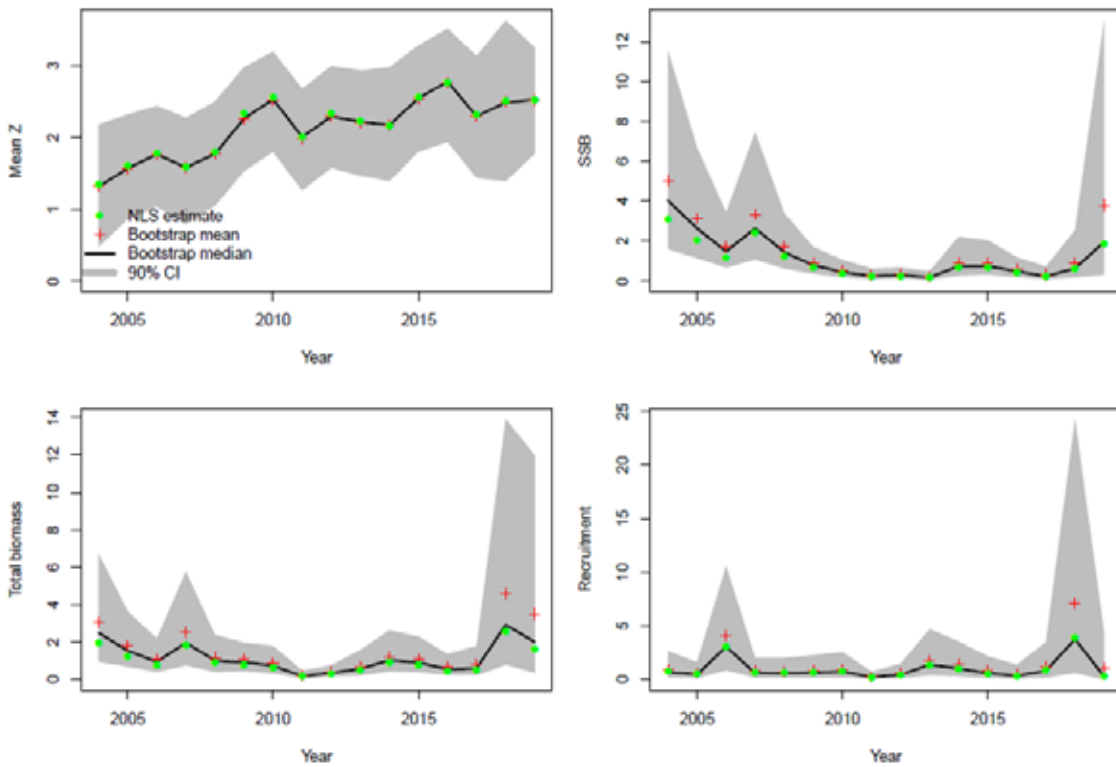 Mean Z
3
2
1
0
NLS estimate
Bootstrap mean
Bootstrap median
90% CI
2005 2010 2015
Year
SSB
12
10
8
6
4
2
0
2005 2010 2015
Year
Total biomass
14
12
10
8
6
4
2
0
2005 2010 2015
Year
Recruitment
25
20
15
10
5
0
2005 2010 2015
Year